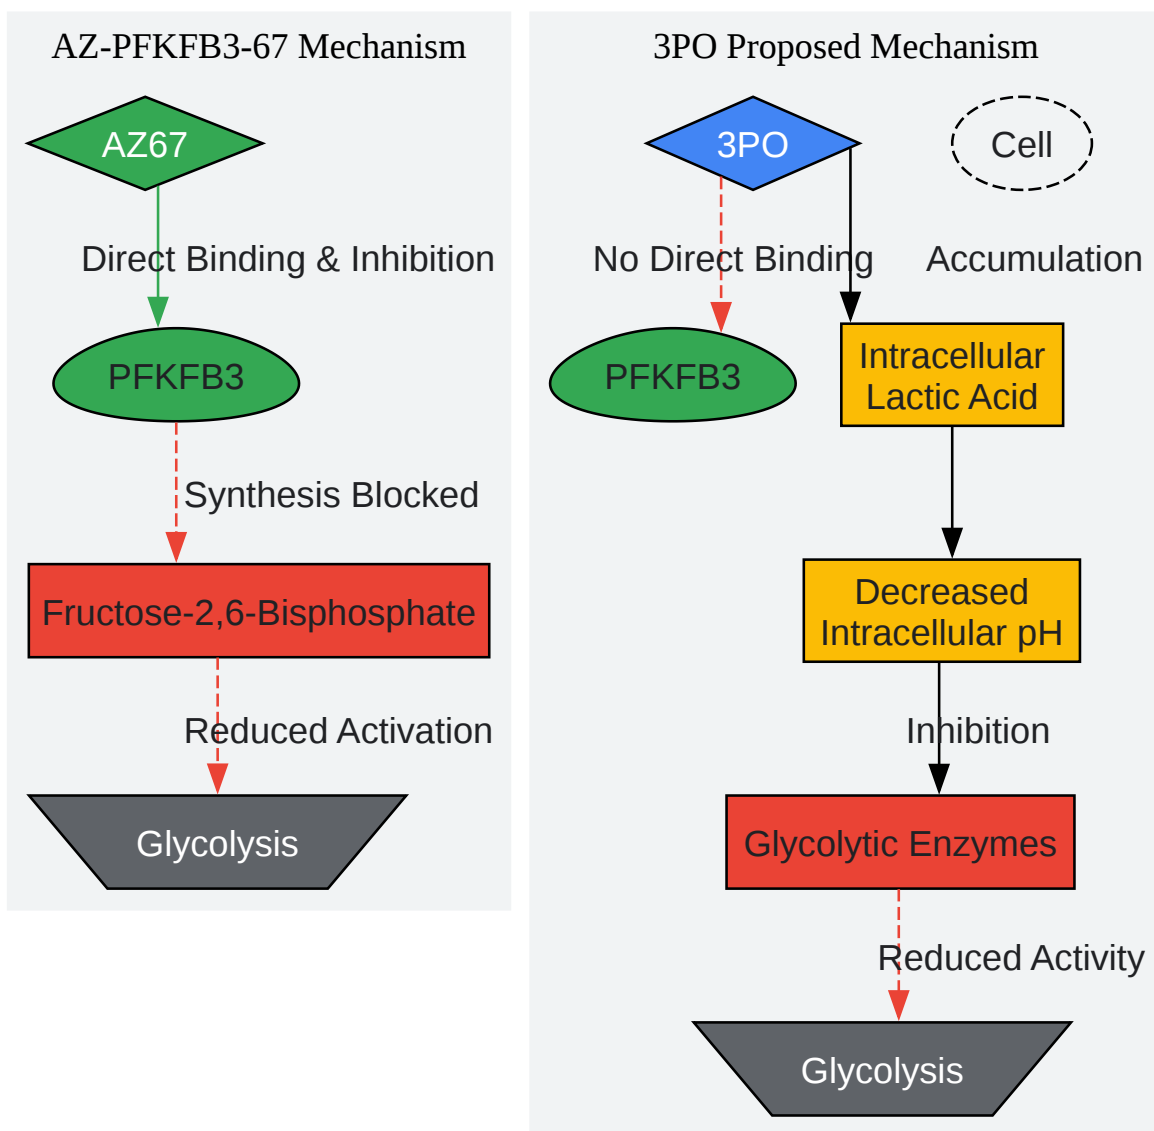 AZ-PFKFB3-67 Mechanism
AZ67
Direct Binding & Inhibition
PFKFB3
Synthesis Blocked
Fructose-2,6-Bisphosphate
Reduced Activation
Glycolysis
3PO Proposed Mechanism
3PO
Cell
No Direct Binding
Accumulation
PFKFB3
Intracellular
Lactic Acid
Decreased
Intracellular pH
Inhibition
Glycolytic Enzymes
Reduced Activity
Glycolysis